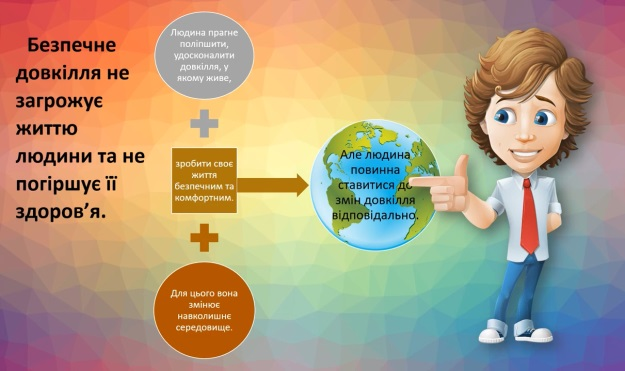 Безпечне
довкілля не
загрожує
життю
людини та не
погіршує її
здоров’я.
Людина прагне
поліпшити,
удосконалити
довкілля, у
якому живе,
зробити своє
життя
безпечним та
комфортним.
Для цього вона
змінює
навколишнє
середовище.
Але людина
повинна
ставитися до
змін довкілля
відповідально.